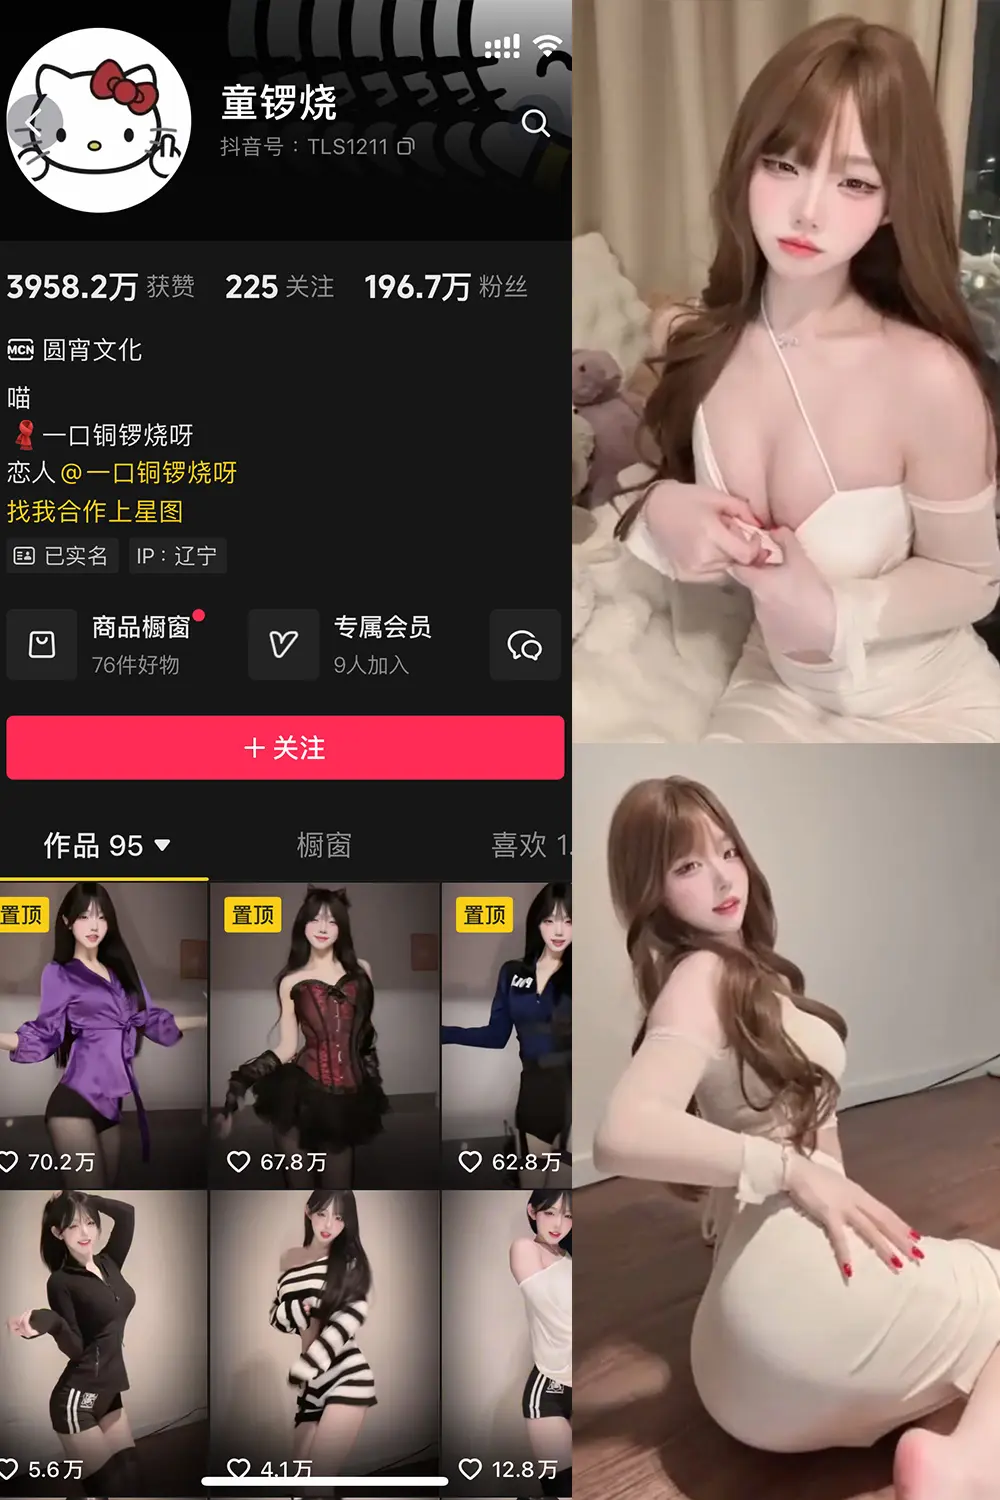 童锣烧
抖音号：TLS1211
3958.2万 获赞 225 关注 196.7万 粉丝
MCN 圆宵文化
喵
一口铜锣烧呀
恋人@一口铜锣烧呀
找我合作上星图
已实名 IP：辽宁
商品橱窗 专属会员
76件好物 9人加入
+ 关注
作品 95 橱窗 喜欢 1.
置顶 置顶 置顶
70.2万 67.8万 62.8万
5.6万 4.1万 12.8万